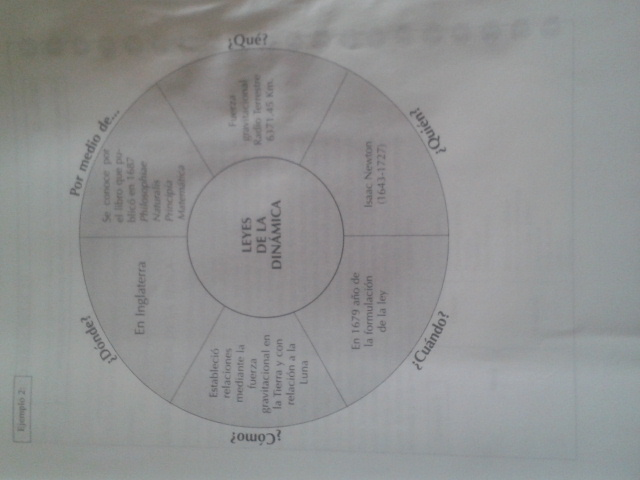 Ejemplo 2:
¿Qué?
Fuerza
gravitacional
Radio Terrestre
6371.45 Km.
¿Quién?
Isaac Newton
(1643-1727)
¿Cuándo?
En 1679 año de
la formulación
de la ley
¿Cómo?
Estableció
relaciones
mediante la
fuerza
gravitacional en
la Tierra y con
relación a la
Luna
¿Dónde?
En Inglaterra
Por medio de...
Se conoce por
el libro que pu-
blicó en 1687
Philosophiae
Naturalis
Principia
Matemática
LEYES
DE LA
DINÁMICA